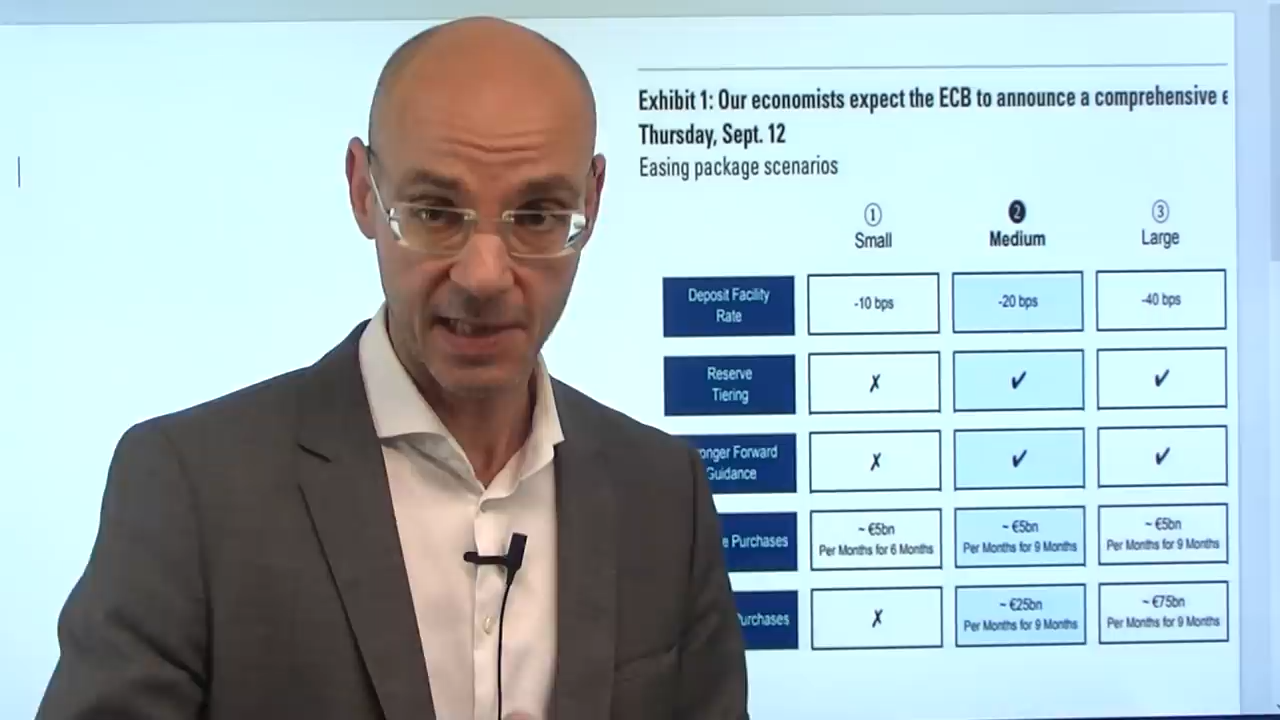 Exhibit 1: Our economists expect the ECB to announce a comprehensive
Thursday, Sept. 12
Easing package scenarios
① ❷ ③
Small Medium Large
Deposit Facility
Rate
-10 bps -20 bps -40 bps
Reserve
Tiering
✗ ✓ ✓
Forward
Guidance
✗ ✓ ✓
Purchases
~ €5bn ~ €5bn ~ €5bn
Per Months for 6 Months Per Months for 9 Months Per Months for 9 Months
✗
~ €25bn ~ €75bn
Per Months for 9 Months Per Months for 9 Months